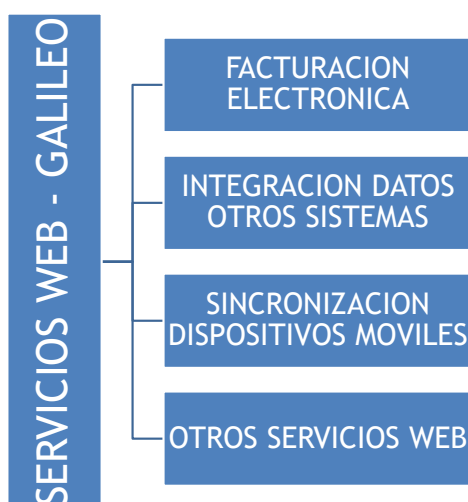 SERVICIOS WEB - GALILEO
FACTURACION
ELECTRONICA
INTEGRACION DATOS
OTROS SISTEMAS
SINCRONIZACION
DISPOSITIVOS MOVILES
OTROS SERVICIOS WEB